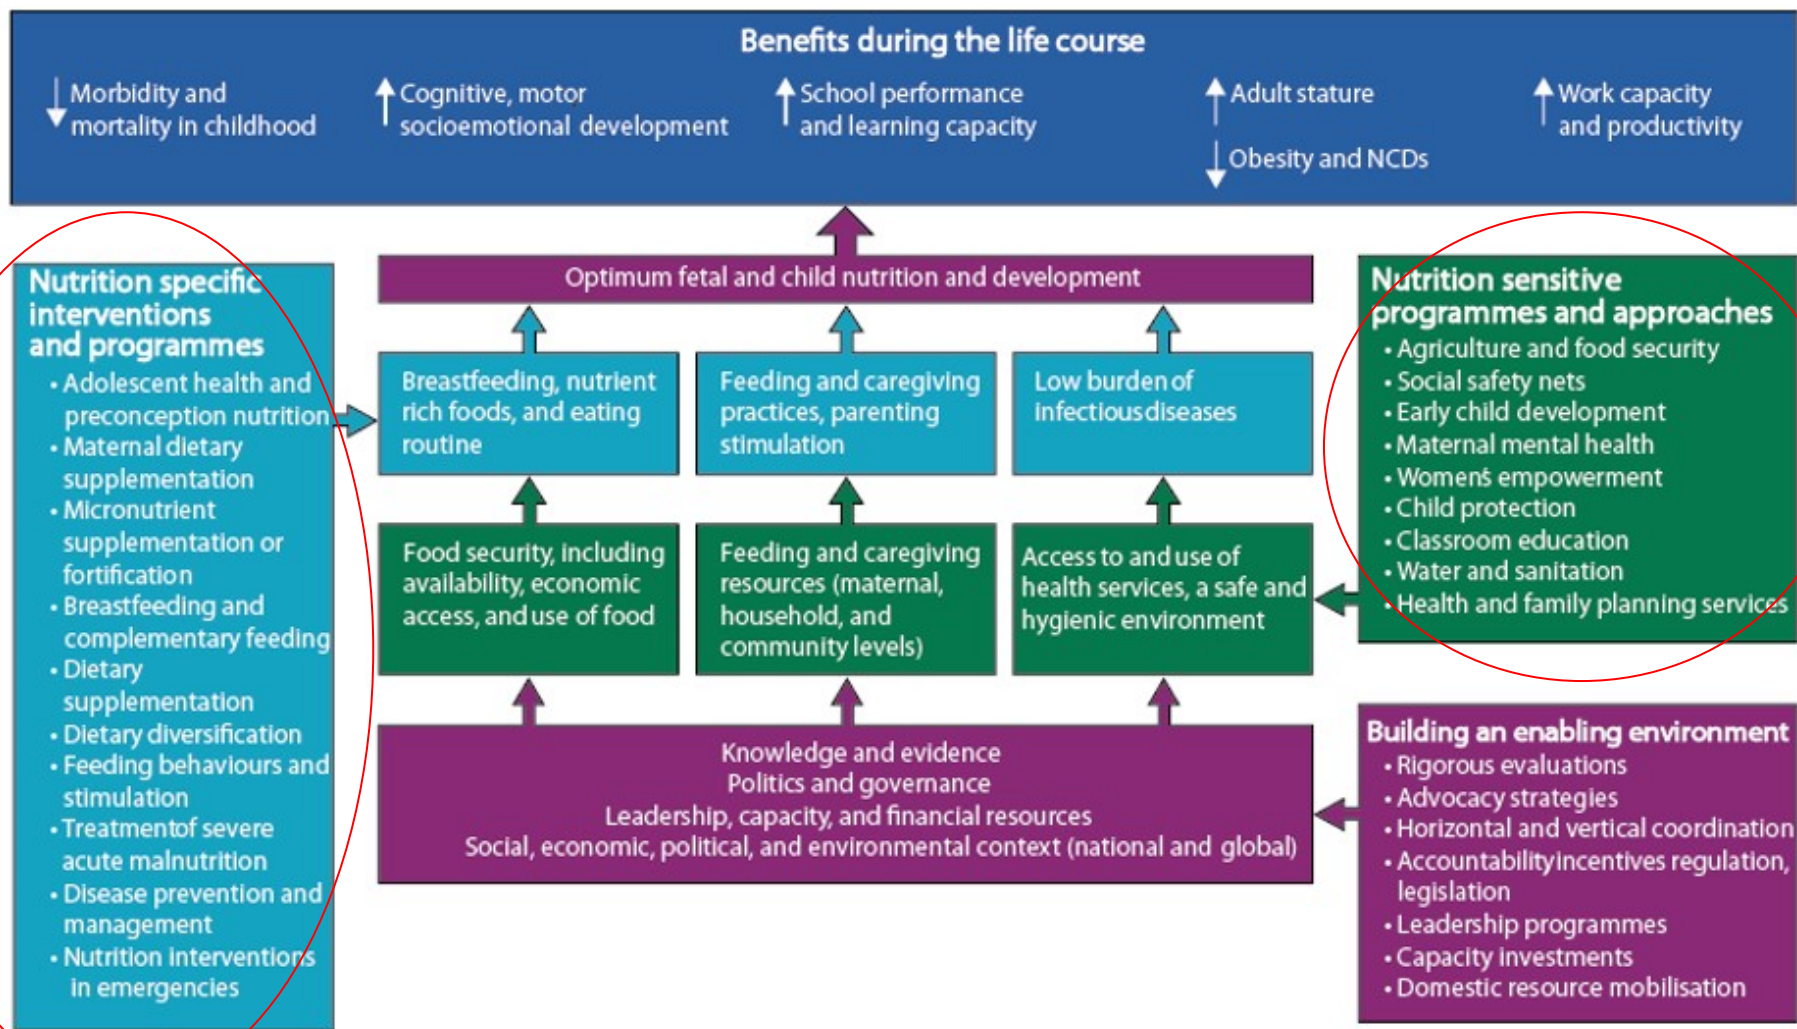 Benefits during the life course
Morbidity and
mortality in childhood
Cognitive, motor
socioemotional development
School performance
and learning capacity
Adult stature
Obesity and NCDs
Work capacity
and productivity
Nutrition specific
interventions
and programmes
• Adolescent health and
preconception nutrition
• Maternal dietary
supplementation
• Micronutrient
supplementation or
fortification
• Breastfeeding and
complementary feeding
• Dietary
supplementation
• Dietary diversification
• Feeding behaviours and
stimulation
• Treatmentof severe
acute malnutrition
• Disease prevention and
management
• Nutrition interventions
in emergencies
Optimum fetal and child nutrition and development
Breastfeeding, nutrient
rich foods, and eating
routine
Feeding and caregiving
practices, parenting
stimulation
Low burden of
infectiousdiseases
Food security, including
availability, economic
access, and use of food
Feeding and caregiving
resources (maternal,
household, and
community levels)
Access to and use of
health services, a safe and
hygienic environment
Knowledge and evidence
Politics and governance
Leadership, capacity, and financial resources
Social, economic, political, and environmental context (national and global)
Nutrition sensitive
programmes and approaches
• Agriculture and food security
• Social safety nets
• Early child development
• Maternal mental health
• Women's empowerment
• Child protection
• Classroom education
• Water and sanitation
• Health and family planning services
Building an enabling environment
• Rigorous evaluations
• Advocacy strategies
• Horizontal and vertical coordination
• Accountabilityincentives regulation,
legislation
• Leadership programmes
• Capacity investments
• Domestic resource mobilisation